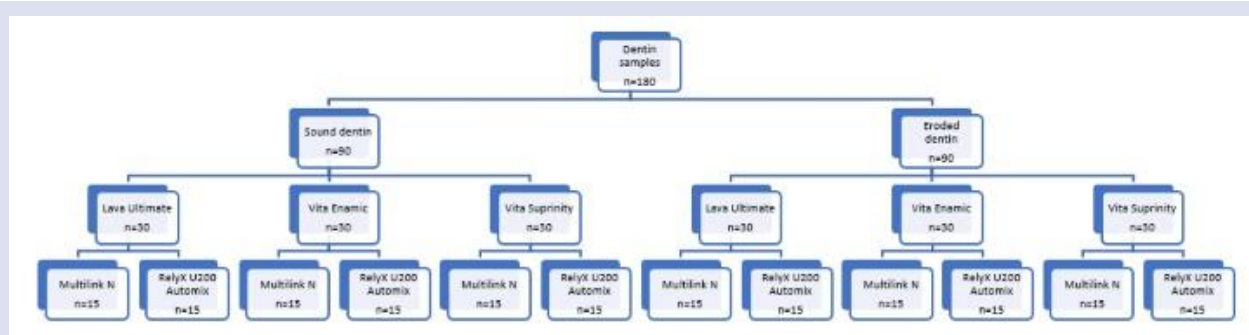 Dentin
samples
n=180
Sound dentin
n=90
Eroded
dentin
n=90
Lava Ultimate
n=30
Vita Enamic
n=30
Vita Suprinity
n=30
Lava Ultimate
n=30
Vita Enamic
n=30
Vita Suprinity
n=30
Multilink N
n=15
RelyX U200
Automix
n=15
Multilink N
n=15
RelyX U200
Automix
n=15
Multilink N
n=15
RelyX U200
Automix
n=15
Multilink N
n=15
RelyX U200
Automix
n=15
Multilink N
n=15
RelyX U200
Automix
n=15
Multilink N
n=15
RelyX U200
Automix
n=15